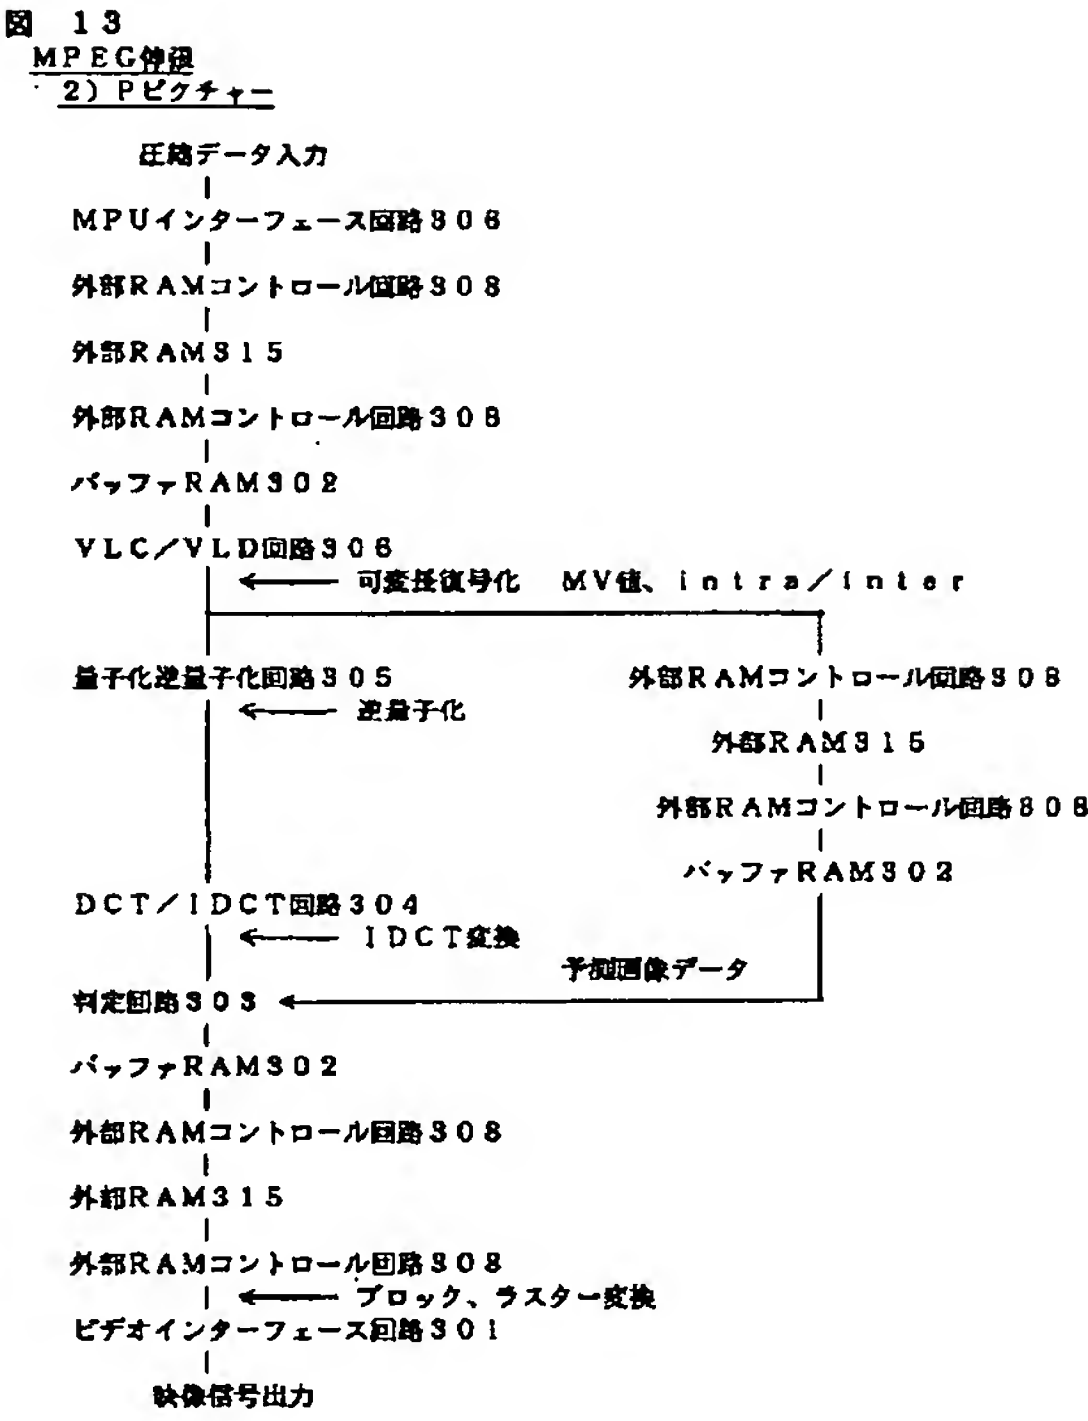 図 13
MPEG伸張
2) Pピクチャー
圧縮データ入力
MPUインターフェース回路306
外部RAMコントロール回路308
外部RAM315
外部RAMコントロール回路308
バッファRAM302
VLC/VLD回路306
可変長復号化 MV値、intra/inter
量子化逆量子化回路305
外部RAMコントロール回路308
逆量子化
外部RAM315
外部RAMコントロール回路308
バッファRAM302
DCT/IDCT回路304
IDCT変換
予測画像データ
判定回路303
バッファRAM302
外部RAMコントロール回路308
外部RAM315
外部RAMコントロール回路308
ブロック、ラスター変換
ビデオインターフェース回路301
映像信号出力